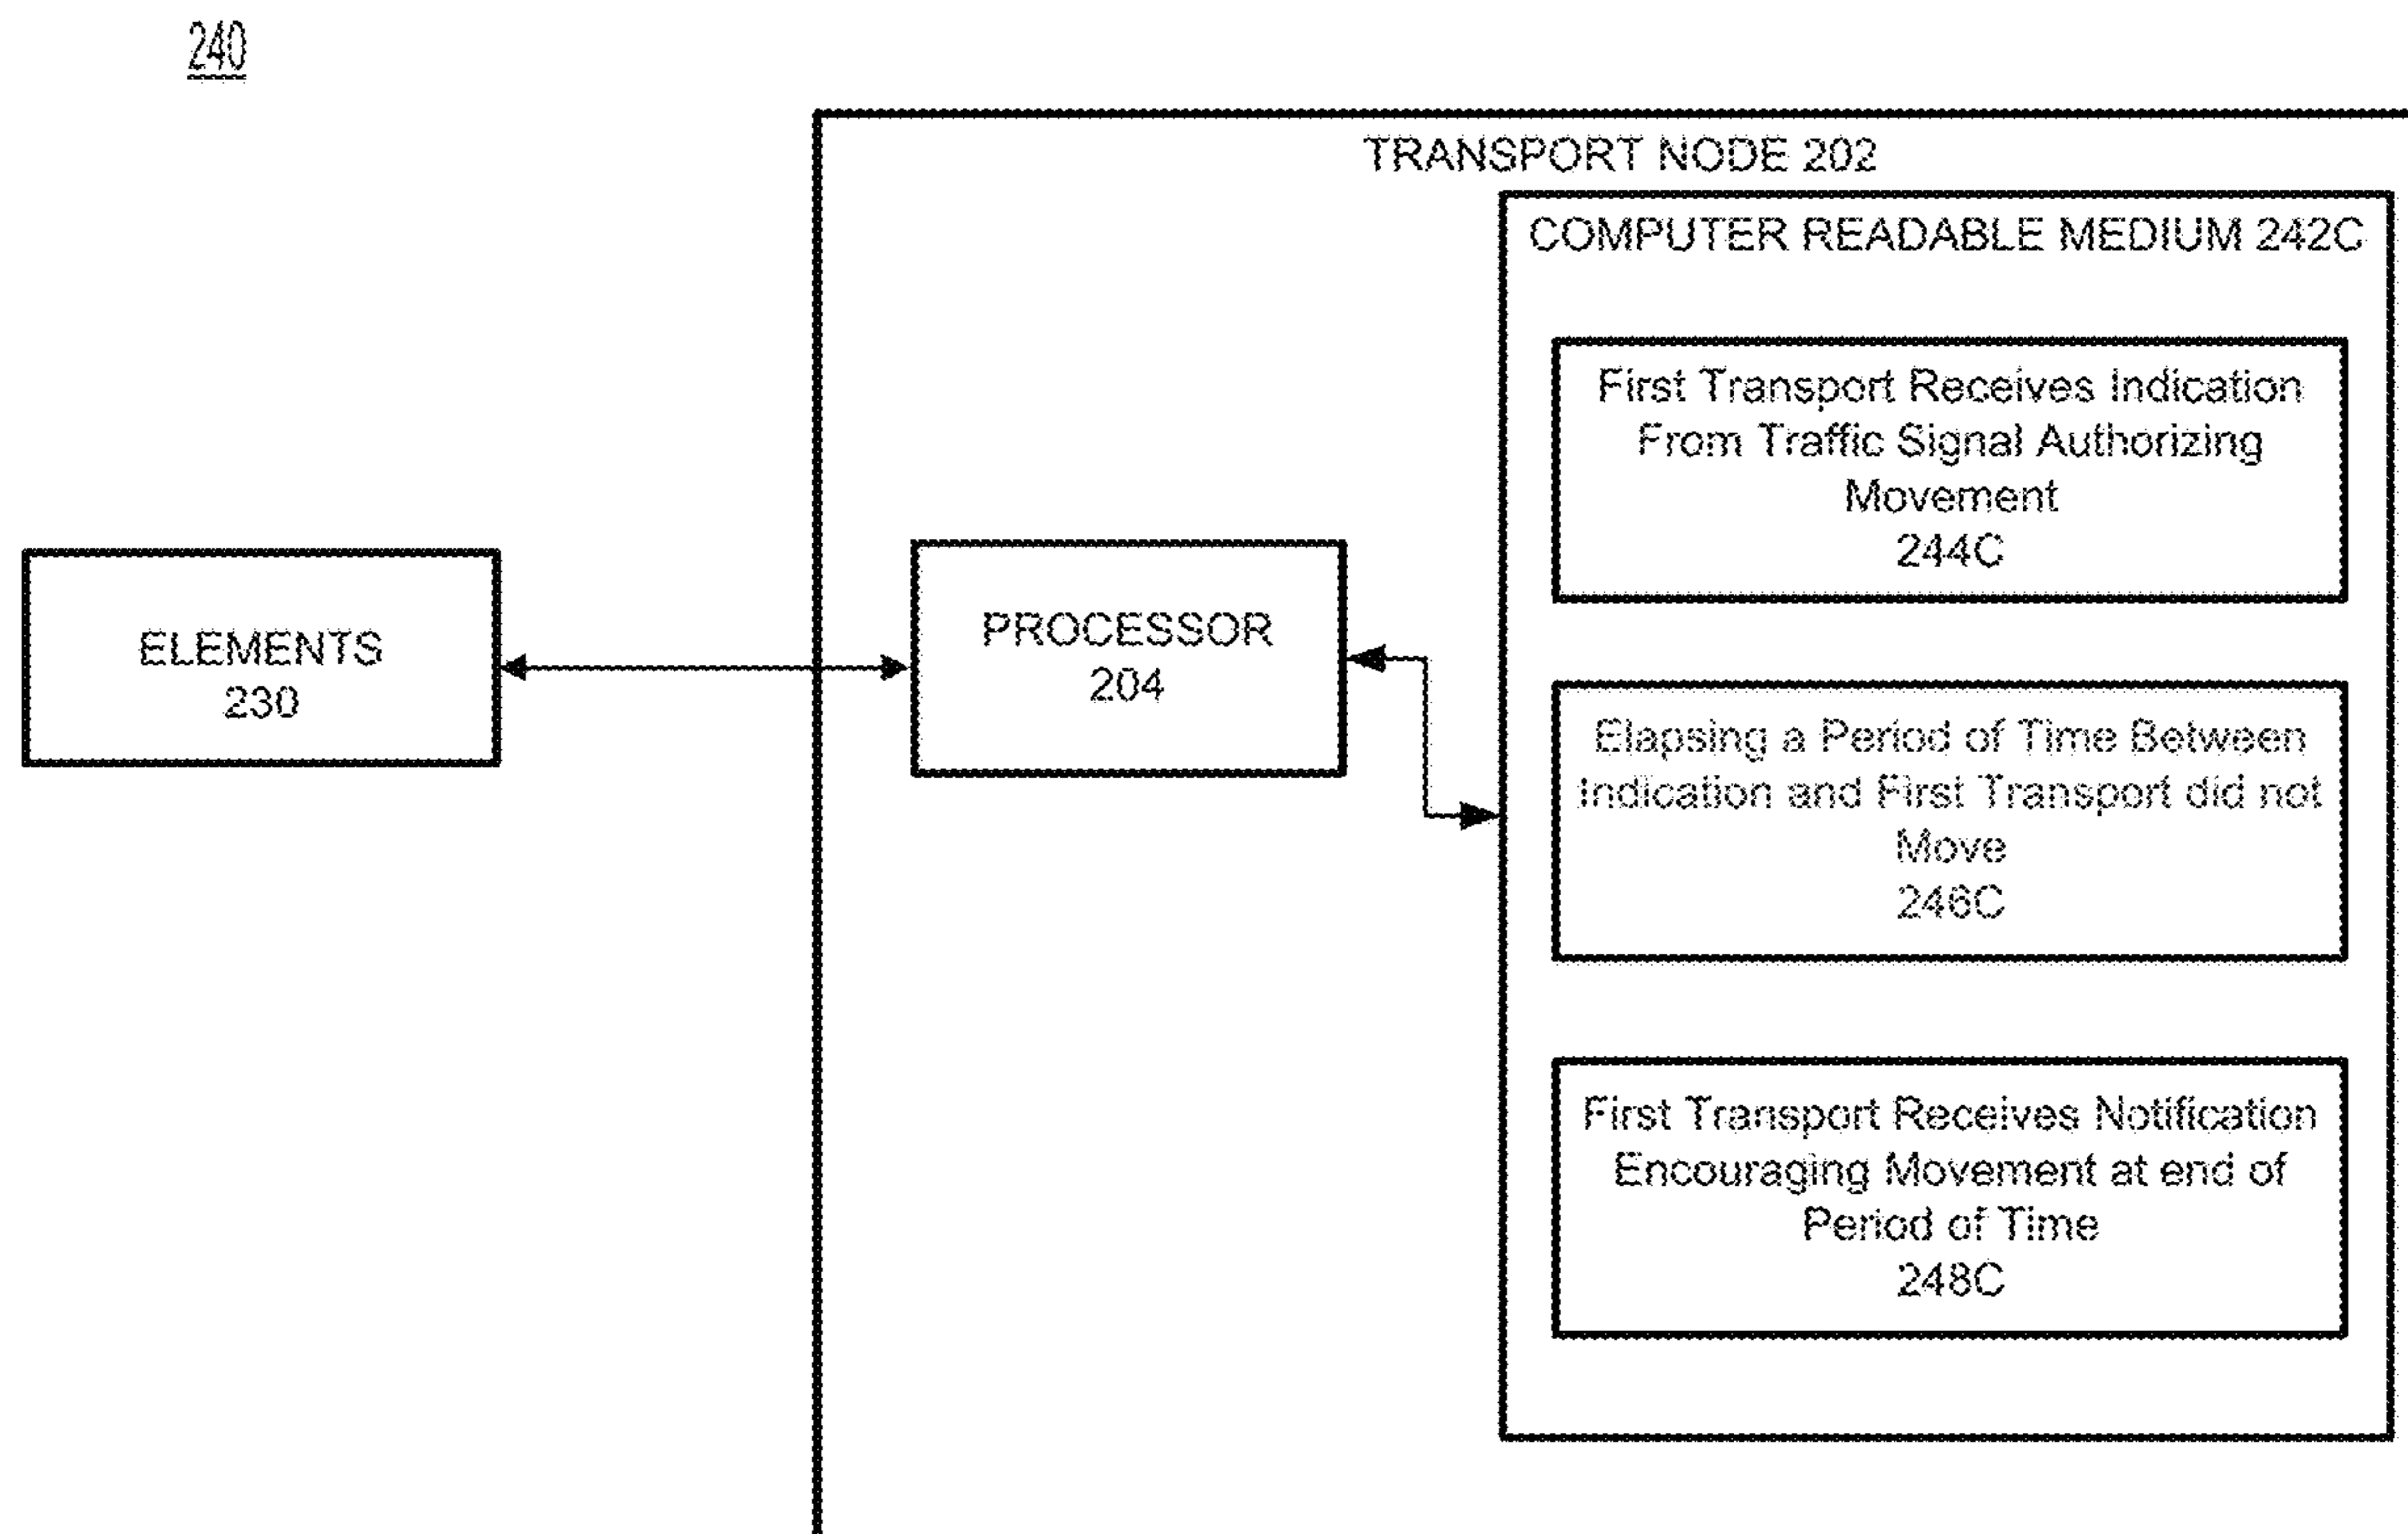 240
TRANSPORT NODE 202
COMPUTER READABLE MEDIUM 242C
First Transport Receives Indication
From Traffic Signal Authorizing
Movement
244C
ELEMENTS
230
PROCESSOR
204
Elapsing a Period of Time Between
Indication and First Transport did not
Move
246C
First Transport Receives Notification
Encouraging Movement at end of
Period of Time
248C